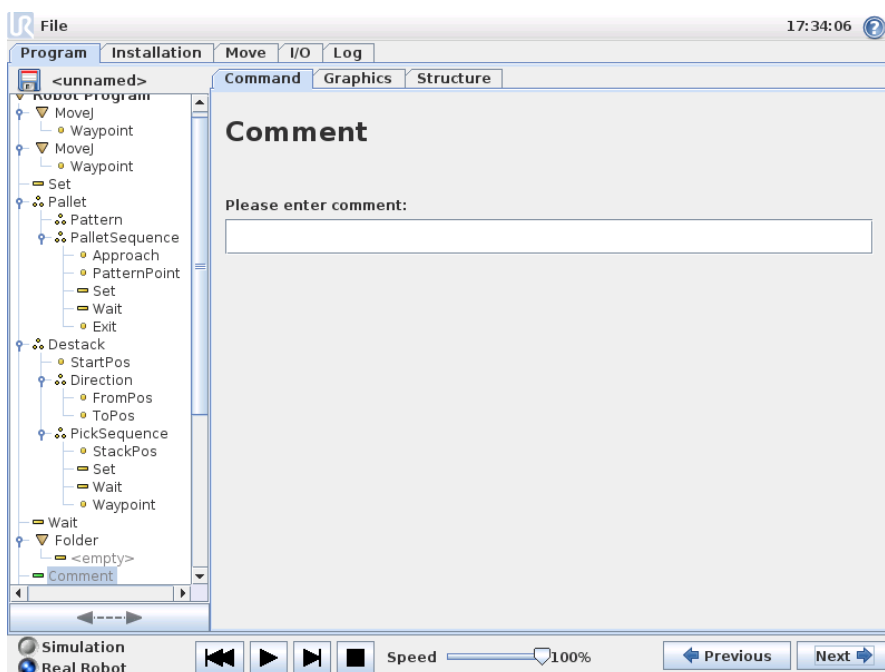 File
17:34:06
Program Installation Move I/O Log
<unnamed>
Command Graphics Structure
Robot Program
MoveJ
Waypoint
MoveJ
Waypoint
Set
Pallet
Pattern
PalletSequence
Approach
PatternPoint
Set
Wait
Exit
Destack
StartPos
Direction
FromPos
ToPos
PickSequence
StackPos
Set
Wait
Waypoint
Wait
Folder
<empty>
Comment
Comment
Please enter comment:
Simulation
Real Robot
Speed 100%
Previous
Next